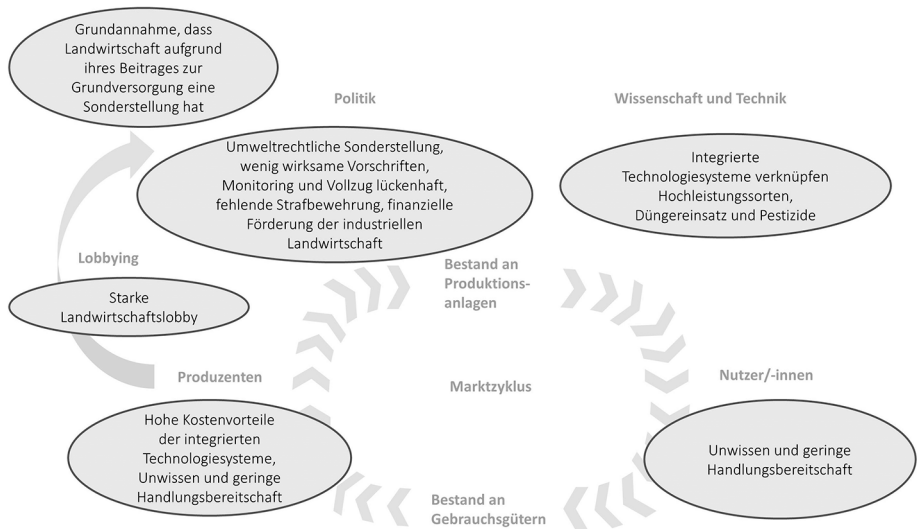 Grundannahme, dass
Landwirtschaft aufgrund
ihres Beitrages zur
Grundversorgung eine
Sonderstellung hat
Politik
Wissenschaft und Technik
Umweltrechtliche Sonderstellung,
wenig wirksame Vorschriften,
Monitoring und Vollzug lückenhaft,
fehlende Strafbewehrung, finanzielle
Förderung der industriellen
Landwirtschaft
Integrierte
Technologiesysteme verknüpfen
Hochleistungssorten,
Düngereinsatz und Pestizide
Lobbying
Starke
Landwirtschaftslobby
Bestand an
Produktions-
anlagen
Produzenten
Marktzyklus
Nutzer/-innen
Hohe Kostenvorteile
der integrierten
Technologiesysteme,
Unwissen und geringe
Handlungsbereitschaft
Unwissen und geringe
Handlungsbereitschaft
Bestand an
Gebrauchsgütern